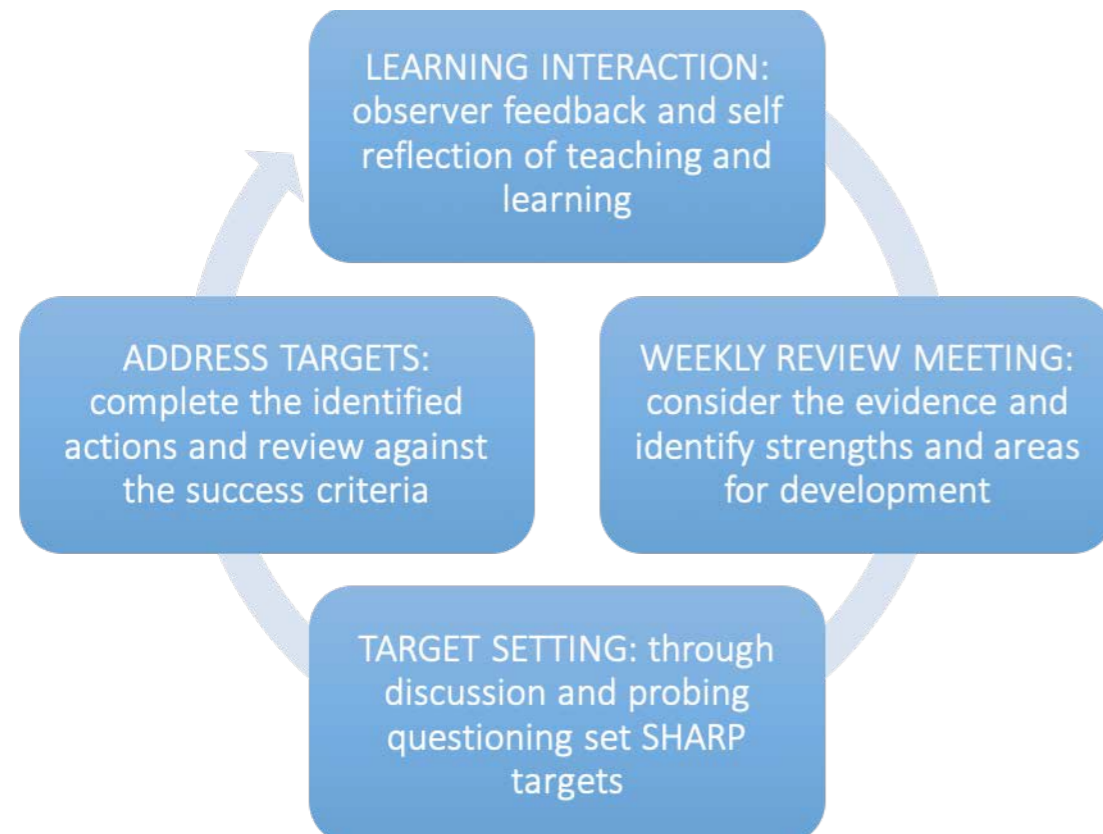 LEARNING INTERACTION:
observer feedback and self
reflection of teaching and
learning
WEEKLY REVIEW MEETING:
consider the evidence and
identify strengths and areas
for development
TARGET SETTING: through
discussion and probing
questioning set SHARP
targets
ADDRESS TARGETS:
complete the identified
actions and review against
the success criteria